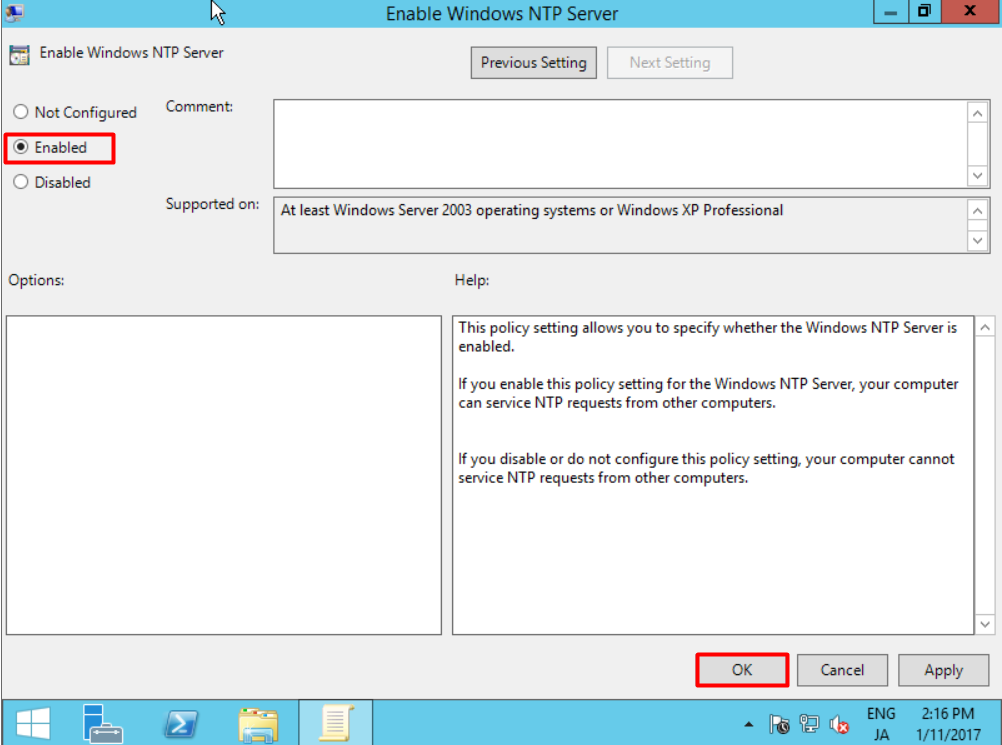 Enable Windows NTP Server
Enable Windows NTP Server
Previous Setting
Next Setting
Not Configured
Comment:
Enabled
Disabled
Supported on:
At least Windows Server 2003 operating systems or Windows XP Professional
Options:
Help:
This policy setting allows you to specify whether the Windows NTP Server is
enabled.
If you enable this policy setting for the Windows NTP Server, your computer
can service NTP requests from other computers.
If you disable or do not configure this policy setting, your computer cannot
service NTP requests from other computers.
OK
Cancel
Apply
ENG
JA
2:16 PM
1/11/2017